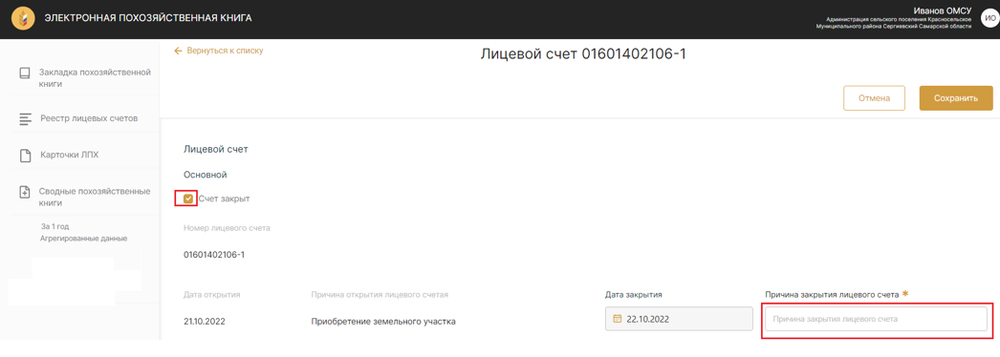 ЭЛЕКТРОННАЯ ПОХОЗЯЙСТВЕННАЯ КНИГА
Иванов ОМСУ
Администрация сельского поселения Красносельское
Муниципального района Сергиевский Самарской области
ИО
Вернуться к списку
Лицевой счет 01601402106-1
Отмена
Сохранить
Закладка похозяйственной
книги
Реестр лицевых счетов
Карточки ЛПХ
Сводные похозяйственные
книги
За 1 год
Агрегированные данные
Лицевой счет
Основной
Счет закрыт
Номер лицевого счета
01601402106-1
Дата открытия
Причина открытия лицевого счетая
Дата закрытия
Причина закрытия лицевого счета *
21.10.2022
Приобретение земельного участка
22.10.2022
Причина закрытия лицевого счета